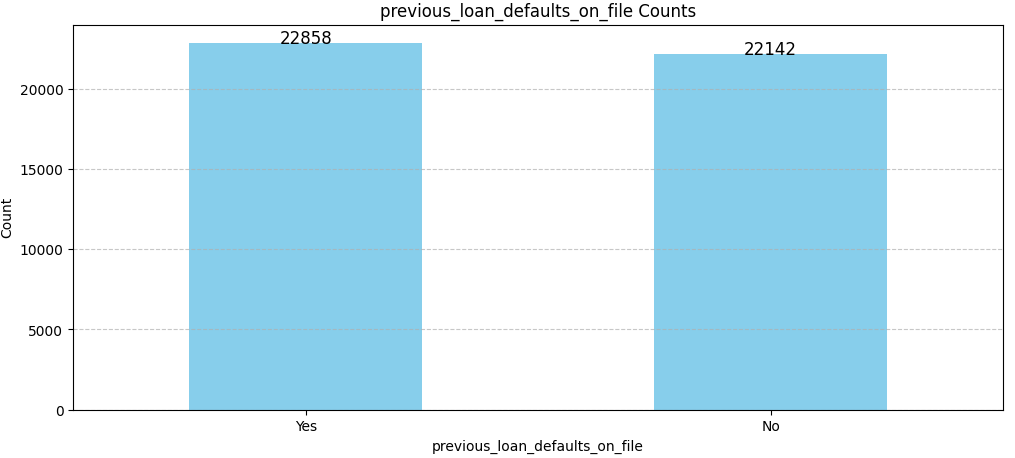 previous_loan_defaults_on_file Counts
22858
22142
20000
15000
10000
5000
0
Count
Yes
No
previous_loan_defaults_on_file